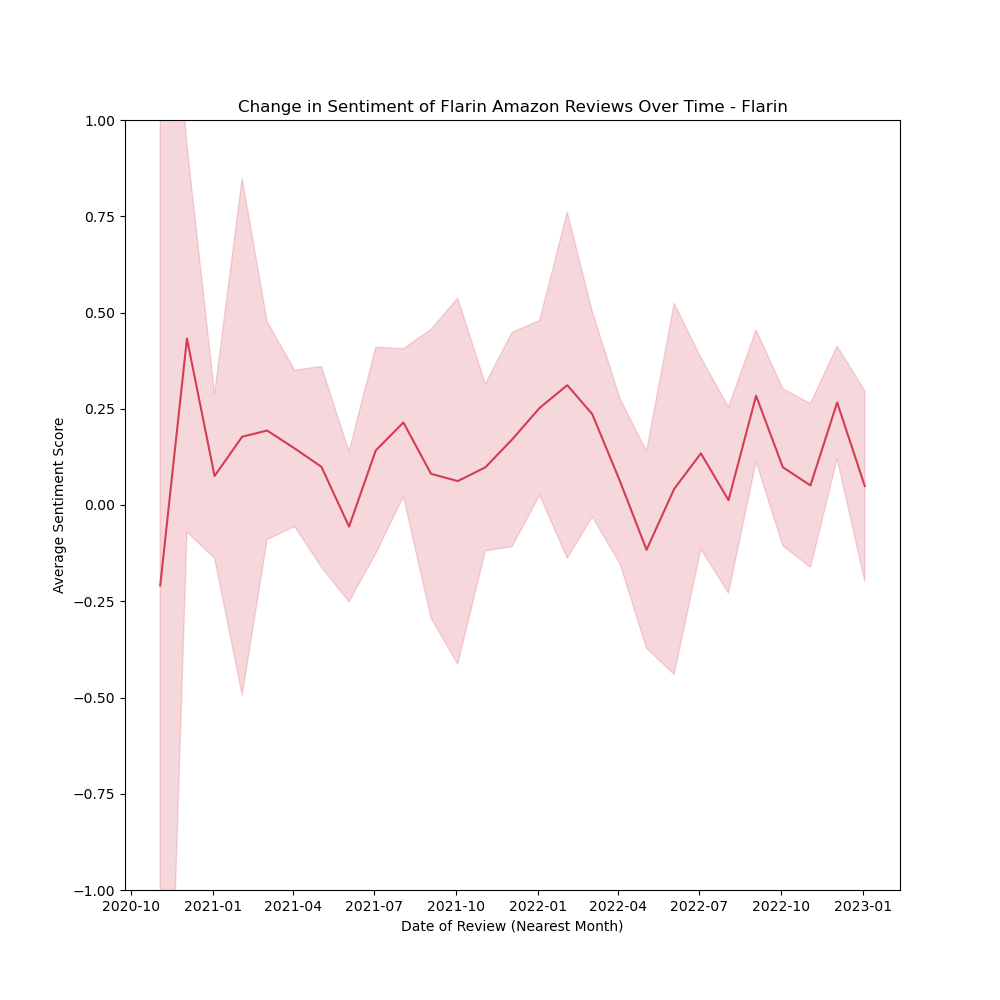 Change in Sentiment of Flarin Amazon Reviews Over Time - Flarin
1.00
0.75
0.50
0.25
0.00
−0.25
−0.50
−0.75
−1.00
Average Sentiment Score
2020-10 2021-01 2021-04 2021-07 2021-10 2022-01 2022-04 2022-07 2022-10 2023-01
Date of Review (Nearest Month)